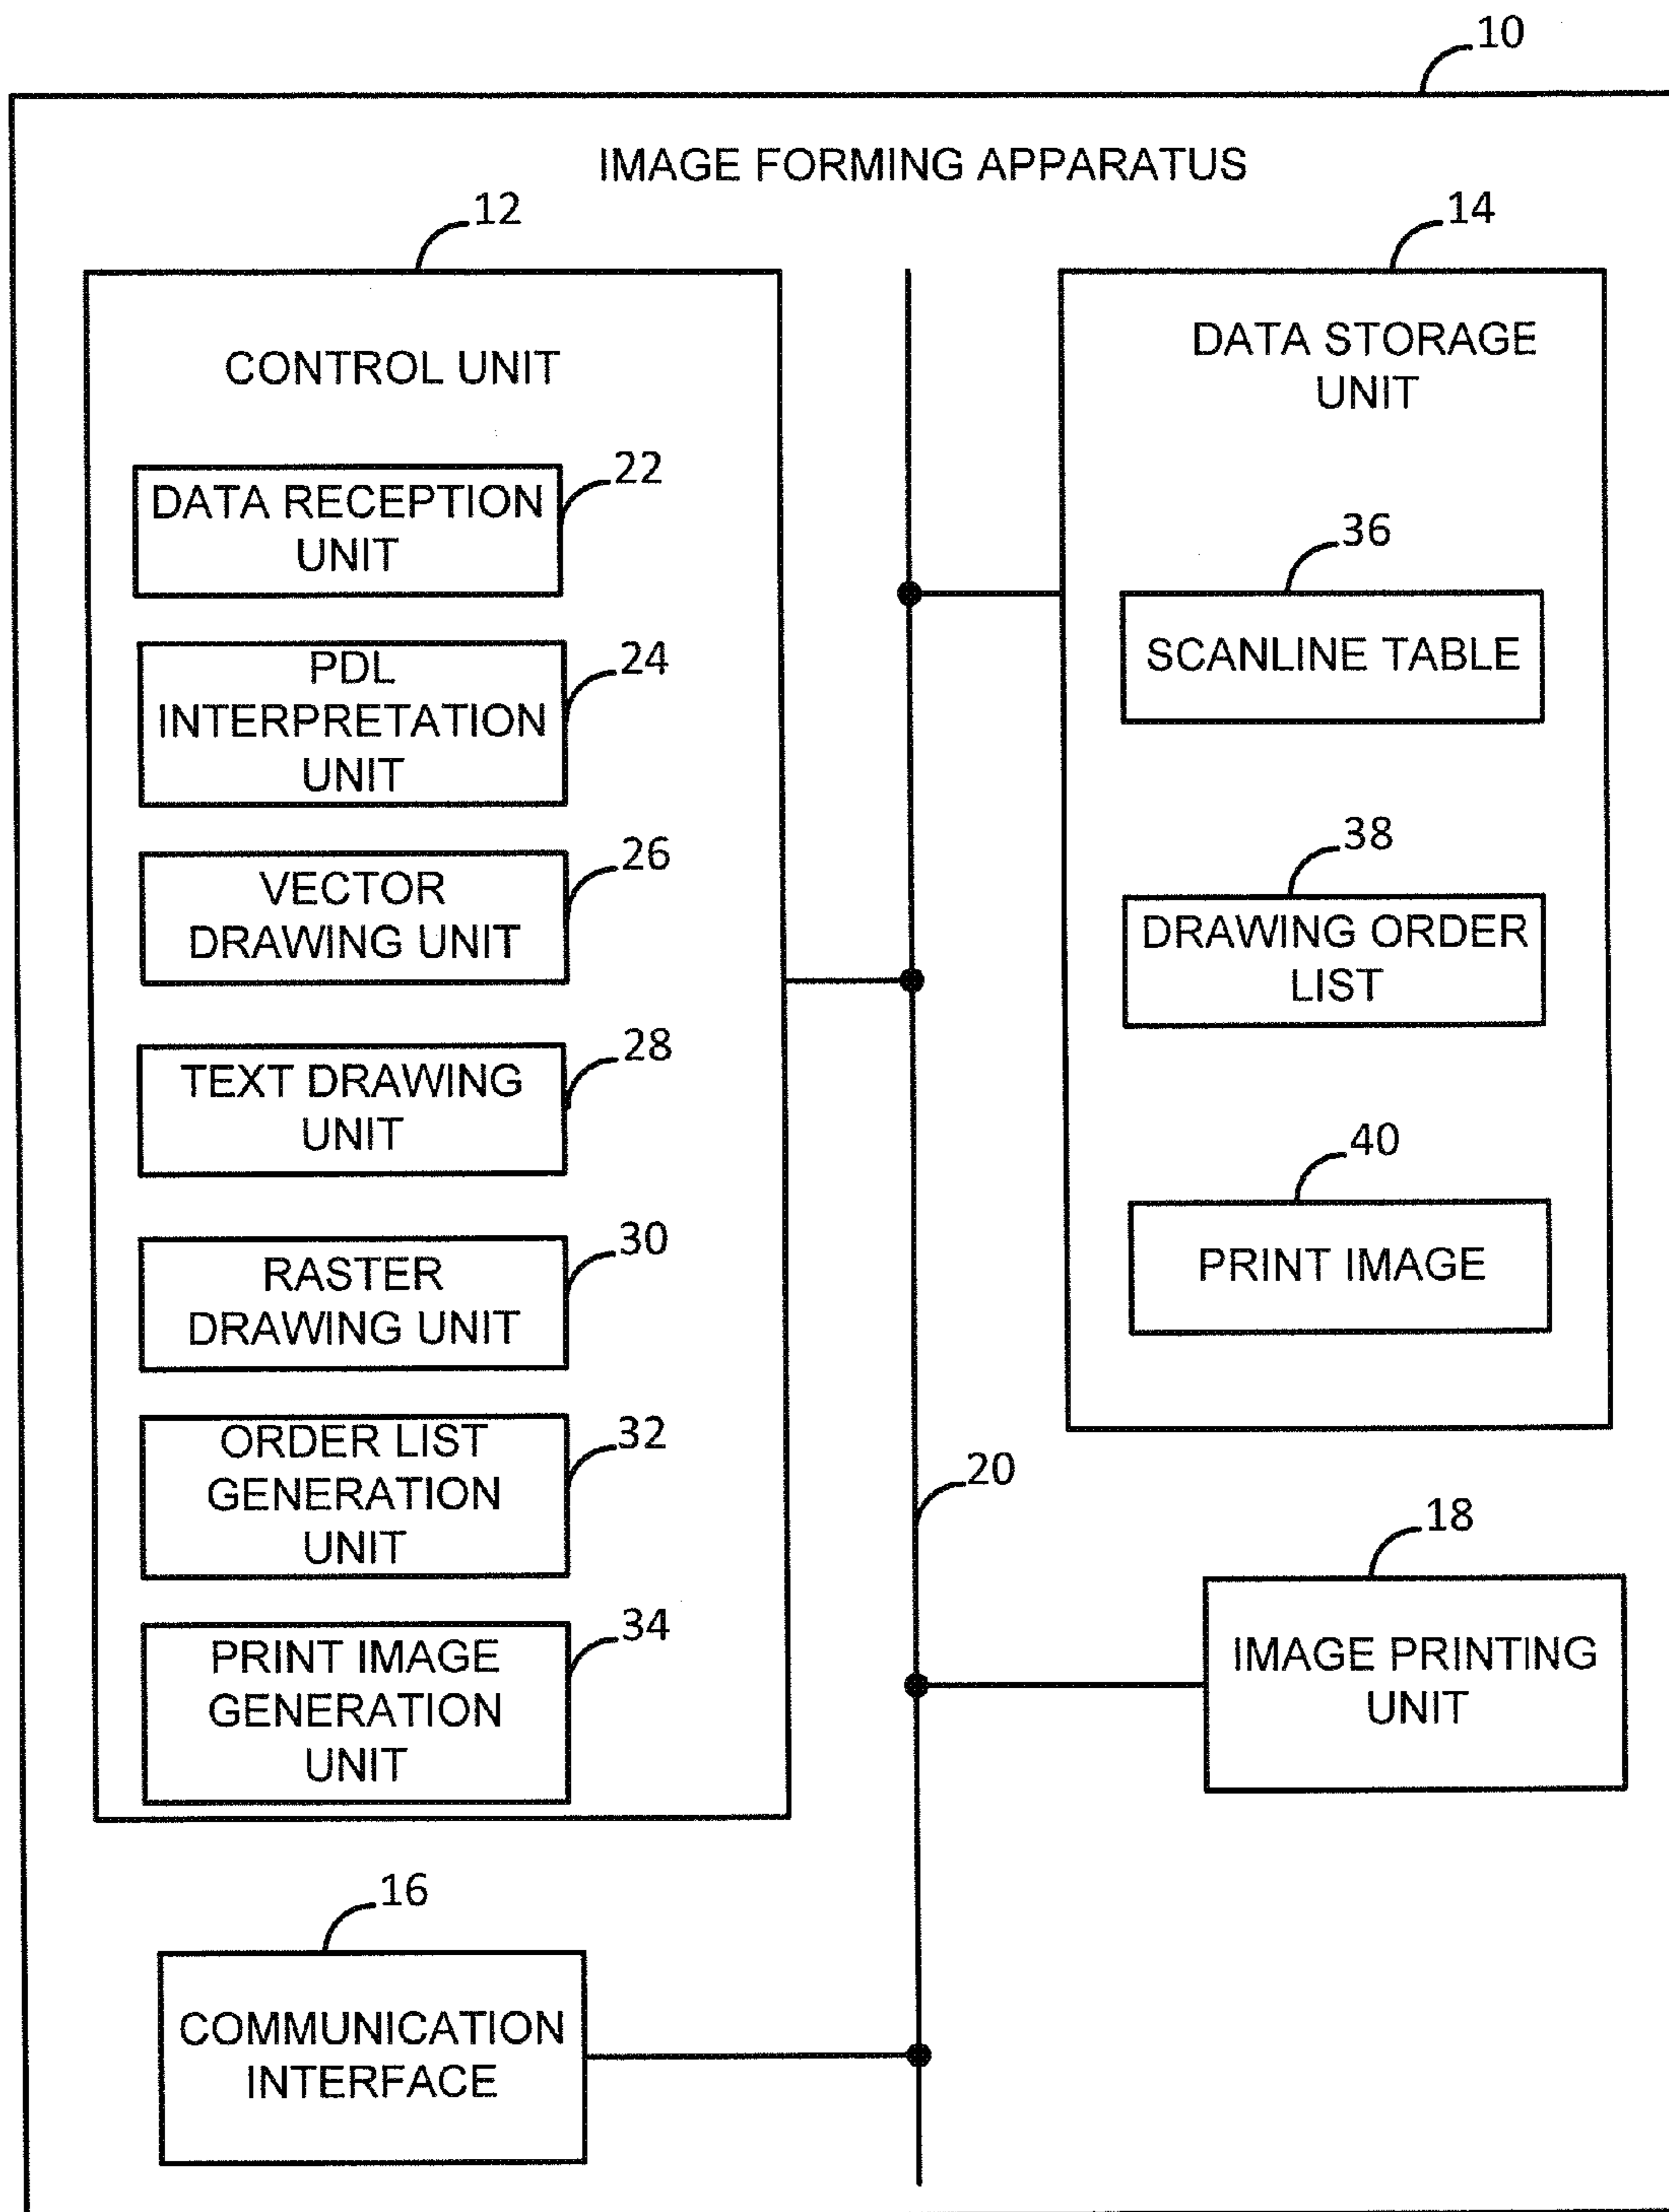 10
IMAGE FORMING APPARATUS
12
CONTROL UNIT
22
DATA RECEPTION
UNIT
24
PDL
INTERPRETATION
UNIT
26
VECTOR
DRAWING UNIT
28
TEXT DRAWING
UNIT
30
RASTER
DRAWING UNIT
32
ORDER LIST
GENERATION
UNIT
34
PRINT IMAGE
GENERATION
UNIT
14
DATA STORAGE
UNIT
36
SCANLINE TABLE
38
DRAWING ORDER
LIST
40
PRINT IMAGE
20
18
IMAGE PRINTING
UNIT
16
COMMUNICATION
INTERFACE